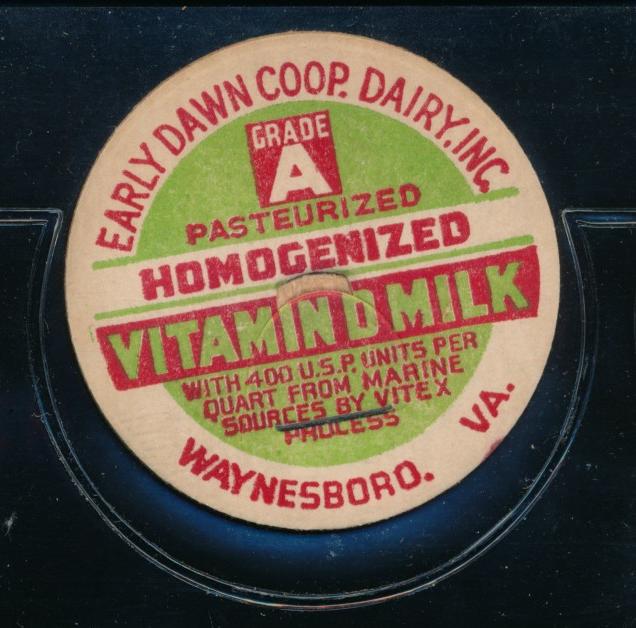 EARLY DAWN COOP. DAIRY, INC.
GRADE
A
PASTEURIZED
HOMOGENIZED
VITAMIN D MILK
WITH 400 U.S.P. UNITS PER
QUART FROM MARINE
SOURCES BY VITEX
PROCESS
WAYNESBORO. VA.